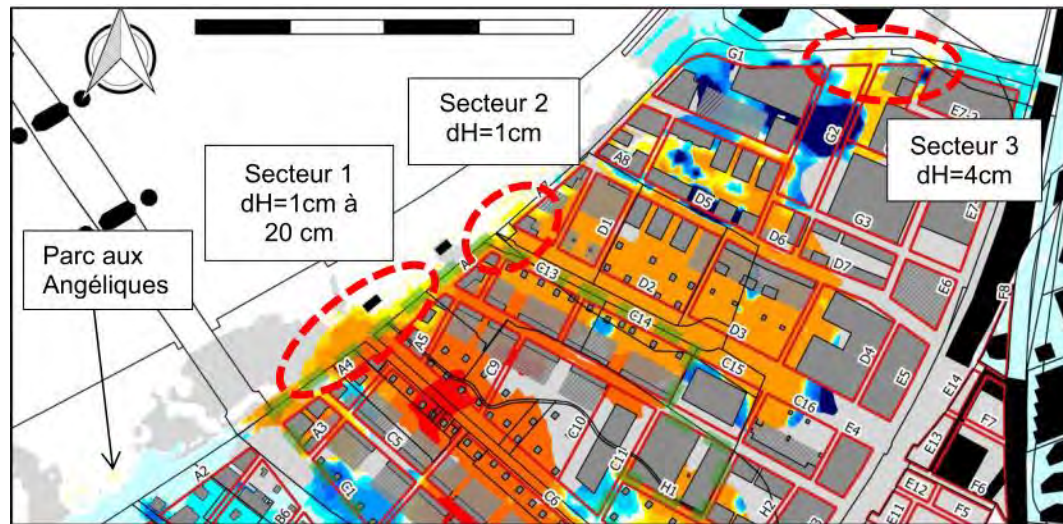 Secteur 1
dH=1cm à
20 cm
Secteur 2
dH=1cm
Secteur 3
dH=4cm
Parc aux
Angéliques
G1
G2
G3
A8
D5
D6
D7
D1
D2
D3
D4
C13
C14
C15
C16
E4
E5
E6
F8
A4
A5
A3
A2
C5
C9
C10
C11
C6
C1
H1
H2
E14
E13
E12
E11
F7
F6
F5
B6